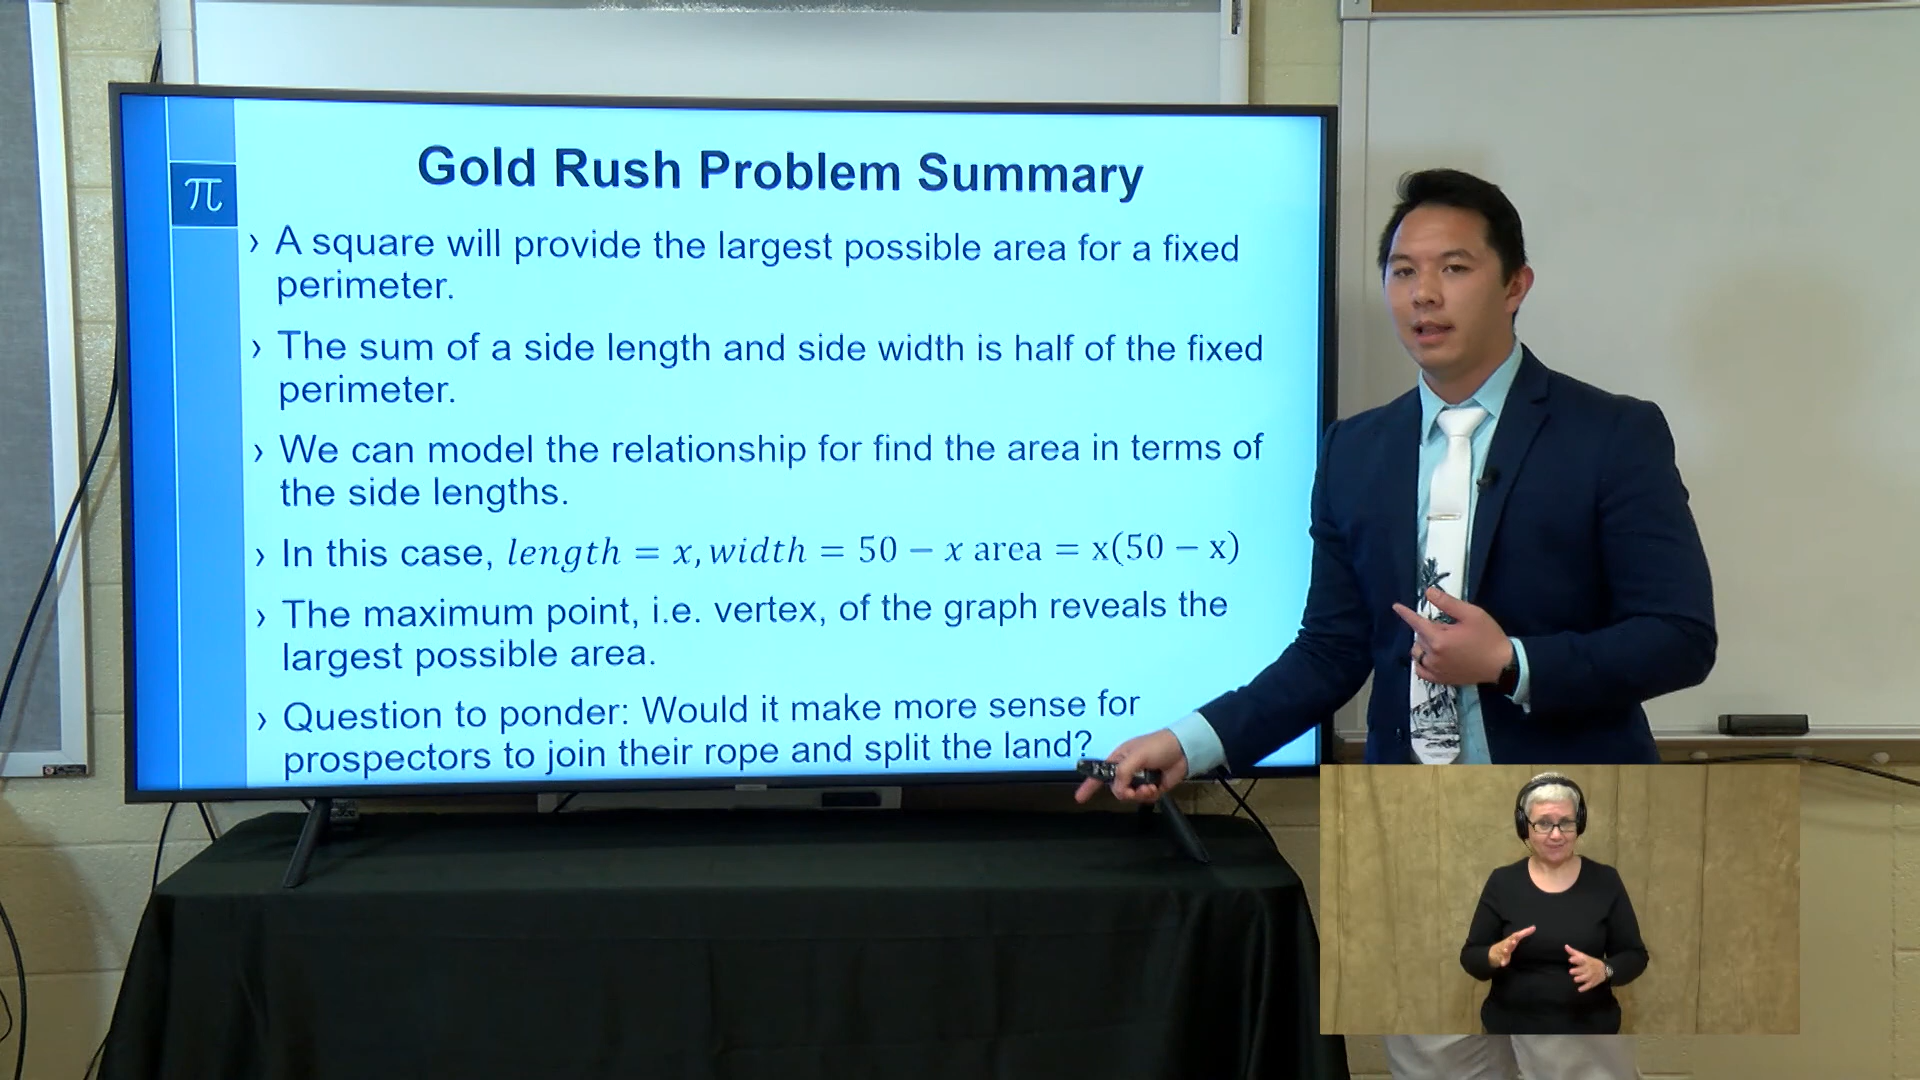 Gold Rush Problem Summary
π
› A square will provide the largest possible area for a fixed
perimeter.
› The sum of a side length and side width is half of the fixed
perimeter.
› We can model the relationship for find the area in terms of
the side lengths.
› In this case, length = x, width = 50 − x area = x(50 − x)
› The maximum point, i.e. vertex, of the graph reveals the
largest possible area.
› Question to ponder: Would it make more sense for
prospectors to join their rope and split the land?